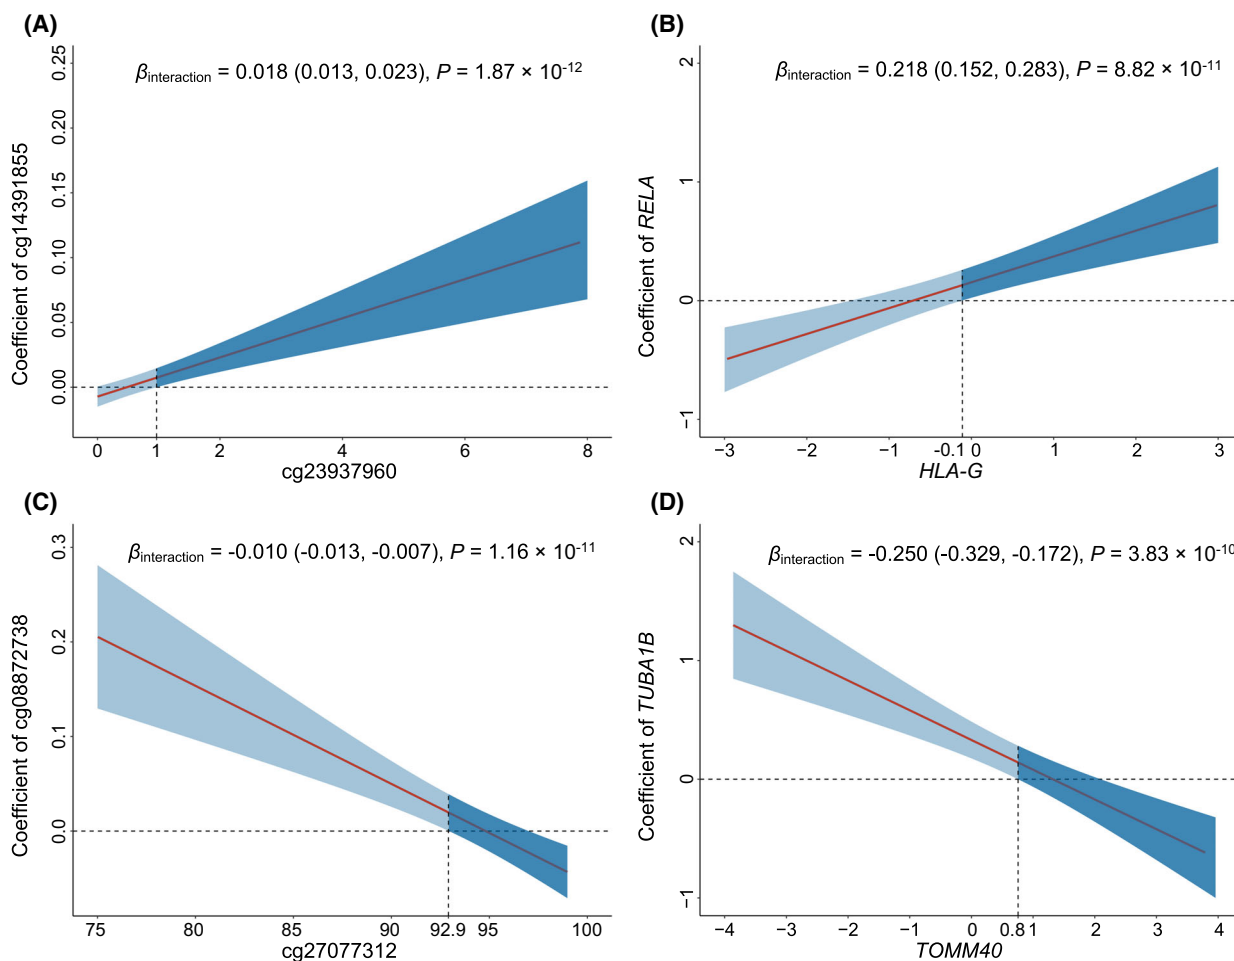 (A)
βinteraction = 0.018 (0.013, 0.023), P = 1.87 × 10-12
Coefficient of cg14391855
0.25
0.20
0.15
0.10
0.05
0.00
0 1 2 4 6 8
cg23937960
(B)
βinteraction = 0.218 (0.152, 0.283), P = 8.82 × 10-11
Coefficient of RELA
2
1
0
−1
−3 −2 −1 -0.1 0 1 2 3
HLA-G
(C)
βinteraction = -0.010 (-0.013, -0.007), P = 1.16 × 10-11
Coefficient of cg08872738
0.3
0.2
0.1
0.0
75 80 85 90 92.9 95 100
cg27077312
(D)
βinteraction = -0.250 (-0.329, -0.172), P = 3.83 × 10-10
Coefficient of TUBA1B
2
1
0
−1
−4 −3 −2 −1 0 0.8 1 2 3 4
TOMM40